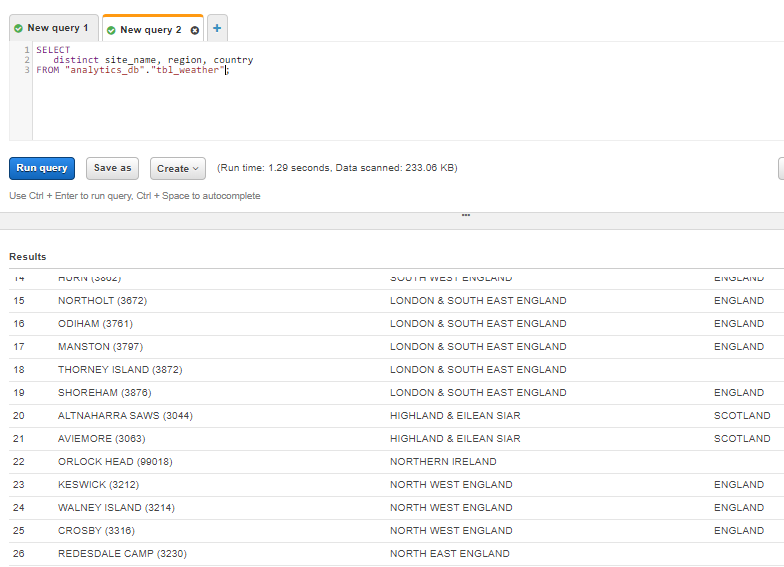 New query 1
New query 2
+
1 SELECT
2 distinct site_name, region, country
3 FROM "analytics_db"."tbl_weather";
Run query Save as Create (Run time: 1.29 seconds, Data scanned: 233.06 KB)
Use Ctrl + Enter to run query, Ctrl + Space to autocomplete
Results
14 HURN (3862) SOUTH WEST ENGLAND ENGLAND
15 NORTHOLT (3672) LONDON & SOUTH EAST ENGLAND ENGLAND
16 ODIHAM (3761) LONDON & SOUTH EAST ENGLAND ENGLAND
17 MANSTON (3797) LONDON & SOUTH EAST ENGLAND ENGLAND
18 THORNEY ISLAND (3872) LONDON & SOUTH EAST ENGLAND
19 SHOREHAM (3876) LONDON & SOUTH EAST ENGLAND ENGLAND
20 ALTNAHARRA SAWS (3044) HIGHLAND & EILEAN SIAR SCOTLAND
21 AVIEMORE (3063) HIGHLAND & EILEAN SIAR SCOTLAND
22 ORLOCK HEAD (99018) NORTHERN IRELAND
23 KESWICK (3212) NORTH WEST ENGLAND ENGLAND
24 WALNEY ISLAND (3214) NORTH WEST ENGLAND ENGLAND
25 CROSBY (3316) NORTH WEST ENGLAND ENGLAND
26 REDESDALE CAMP (3230) NORTH EAST ENGLAND